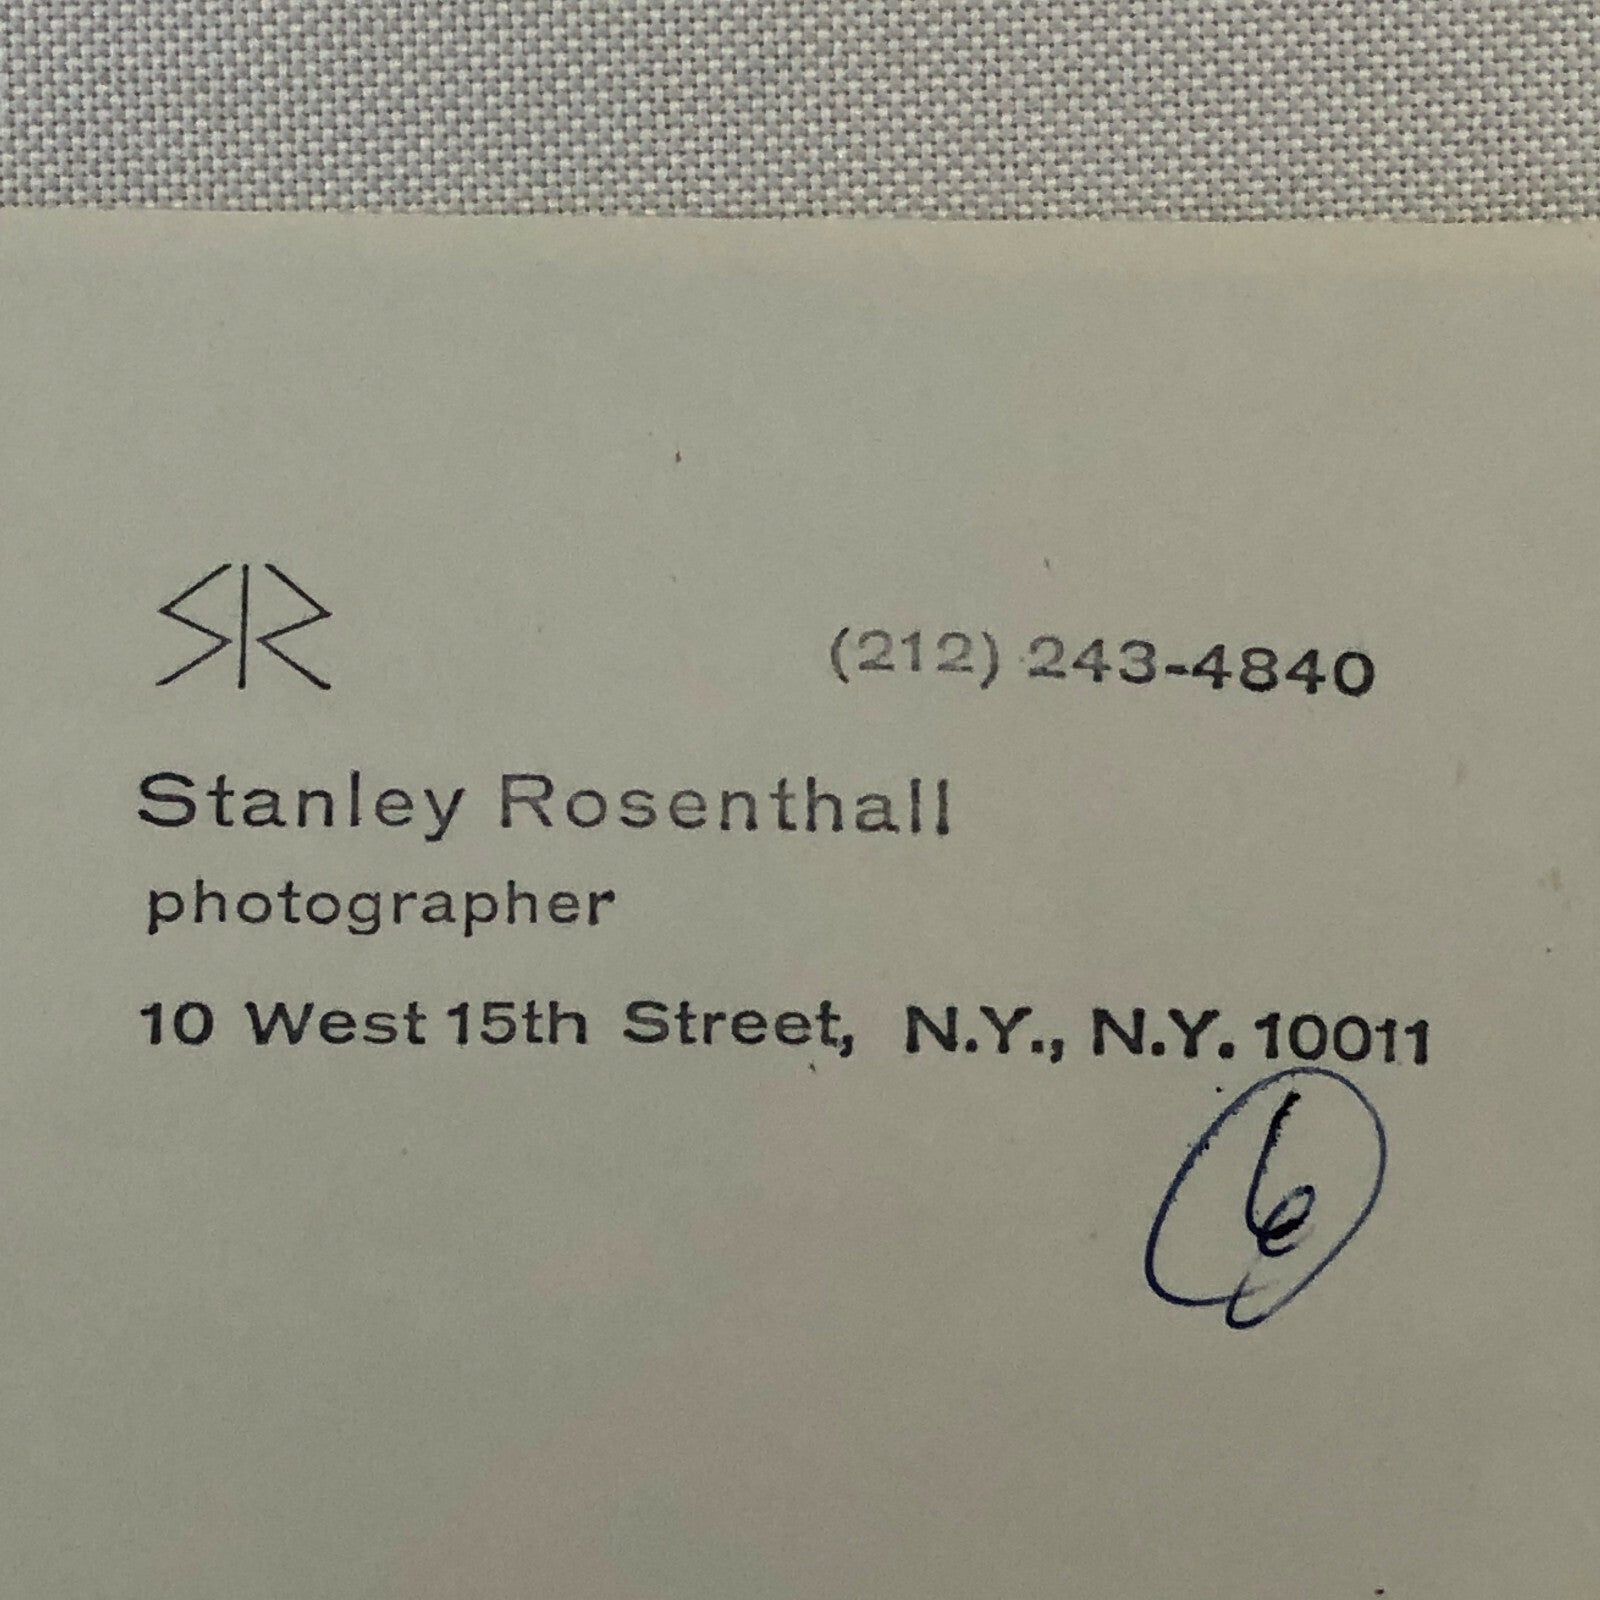 SR
(212) 243-4840
Stanley Rosenthall
photographer
10 West 15th Street, N.Y., N.Y. 10011
6